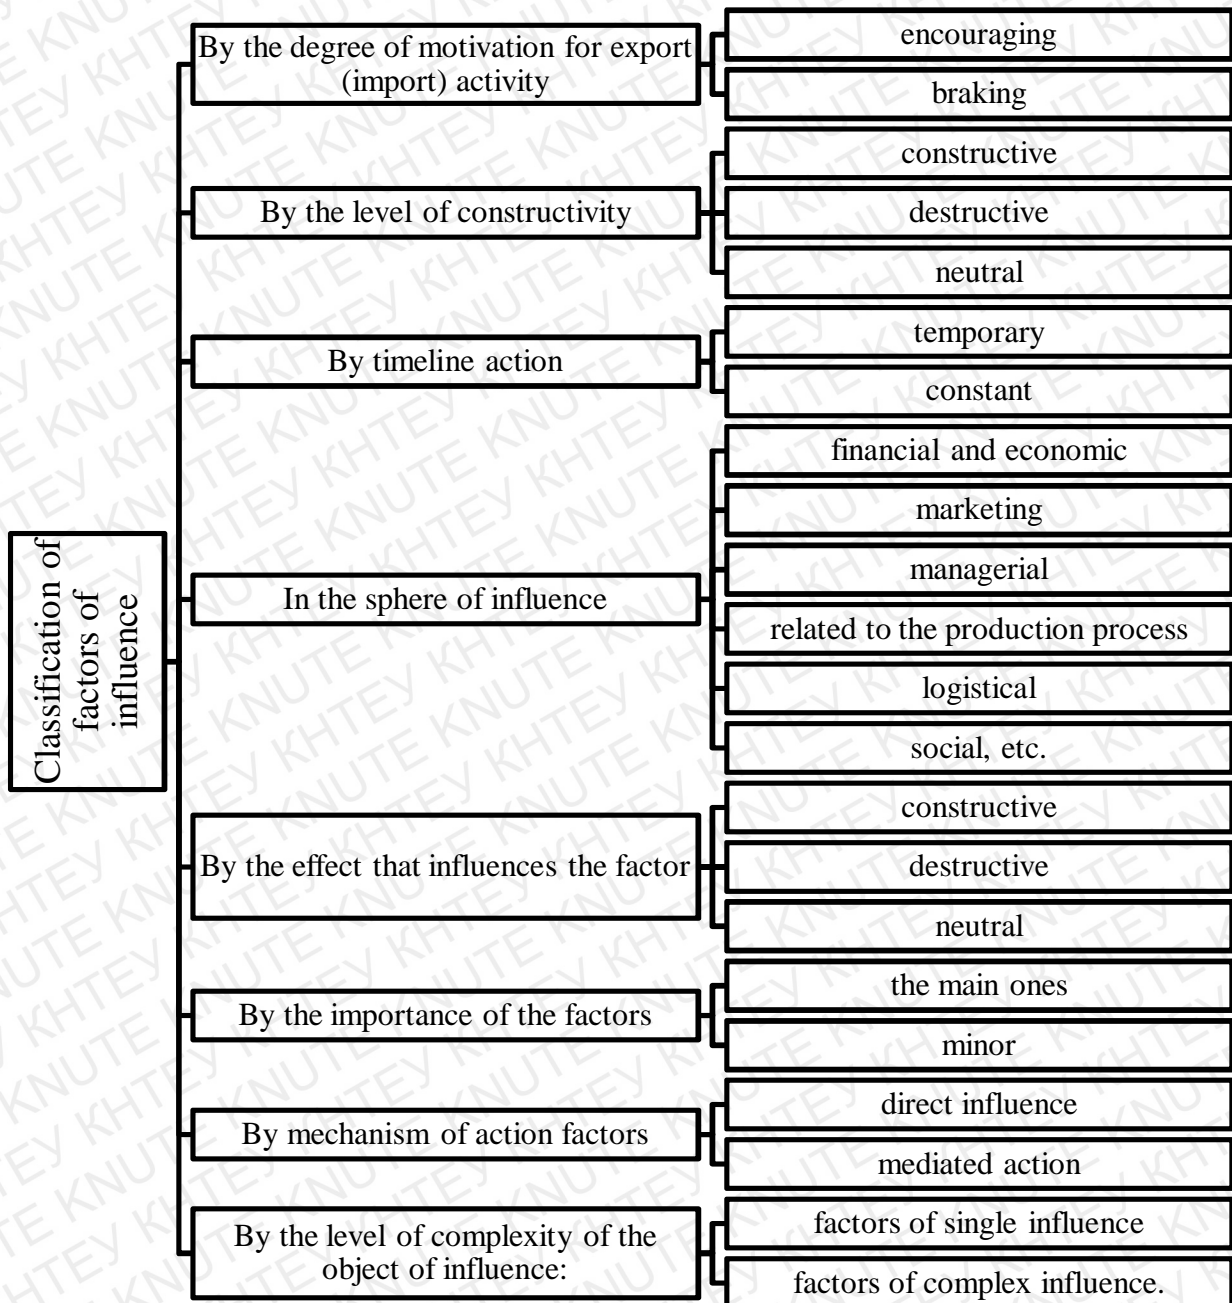 Classification of
factors of
influence
By the degree of motivation for export
(import) activity
encouraging
braking
By the level of constructivity
constructive
destructive
neutral
By timeline action
temporary
constant
In the sphere of influence
financial and economic
marketing
managerial
related to the production process
logistical
social, etc.
By the effect that influences the factor
constructive
destructive
neutral
By the importance of the factors
the main ones
minor
By mechanism of action factors
direct influence
mediated action
By the level of complexity of the
object of influence:
factors of single influence
factors of complex influence.